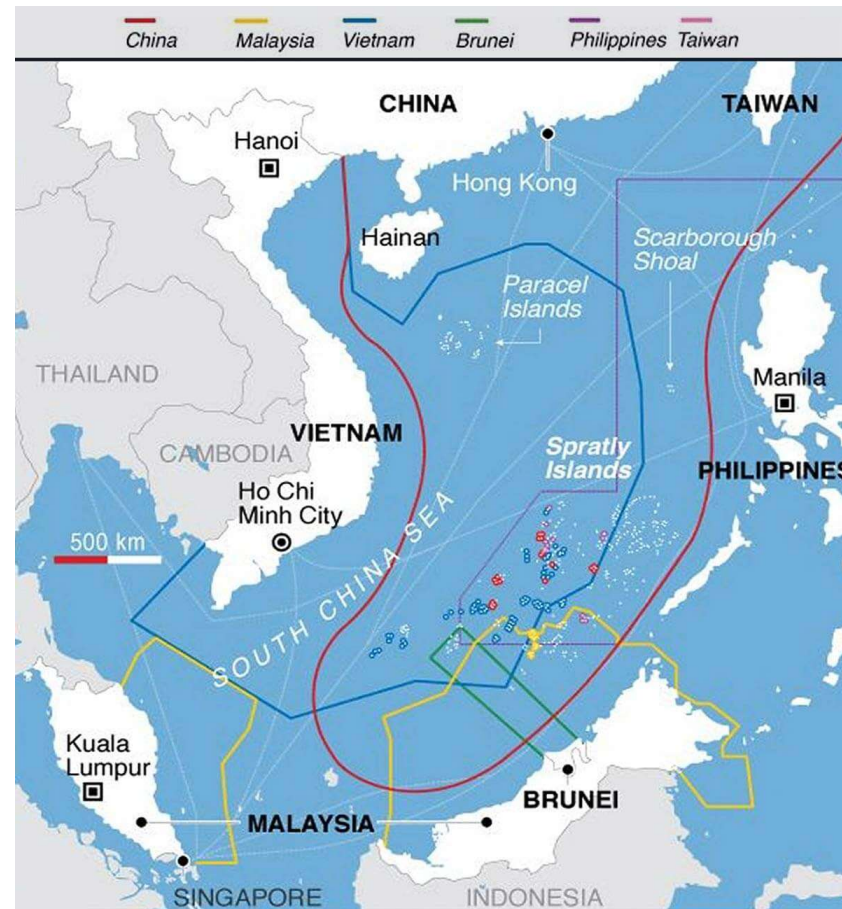 China Malaysia Vietnam Brunei Philippines Taiwan
CHINA
TAIWAN
Hanoi
Hong Kong
Hainan
Scarborough
Shoal
Paracel
Islands
THAILAND
Manila
VIETNAM
CAMBODIA
Spratly
Islands
PHILIPPINES
Ho Chi
Minh City
500 km
SOUTH CHINA SEA
Kuala
Lumpur
BRUNEI
MALAYSIA
SINGAPORE
INDONESIA